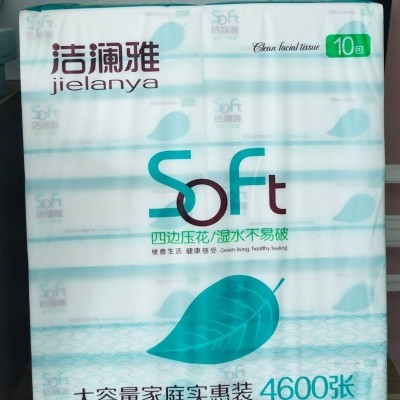 洁澜雅
jielanya
Clean facial tissue
10包
Soft
SoFt
四边压花/湿水不易破
绿意生活 健康感受 Green living, healthy feeling
大容量家庭实惠装 4600张